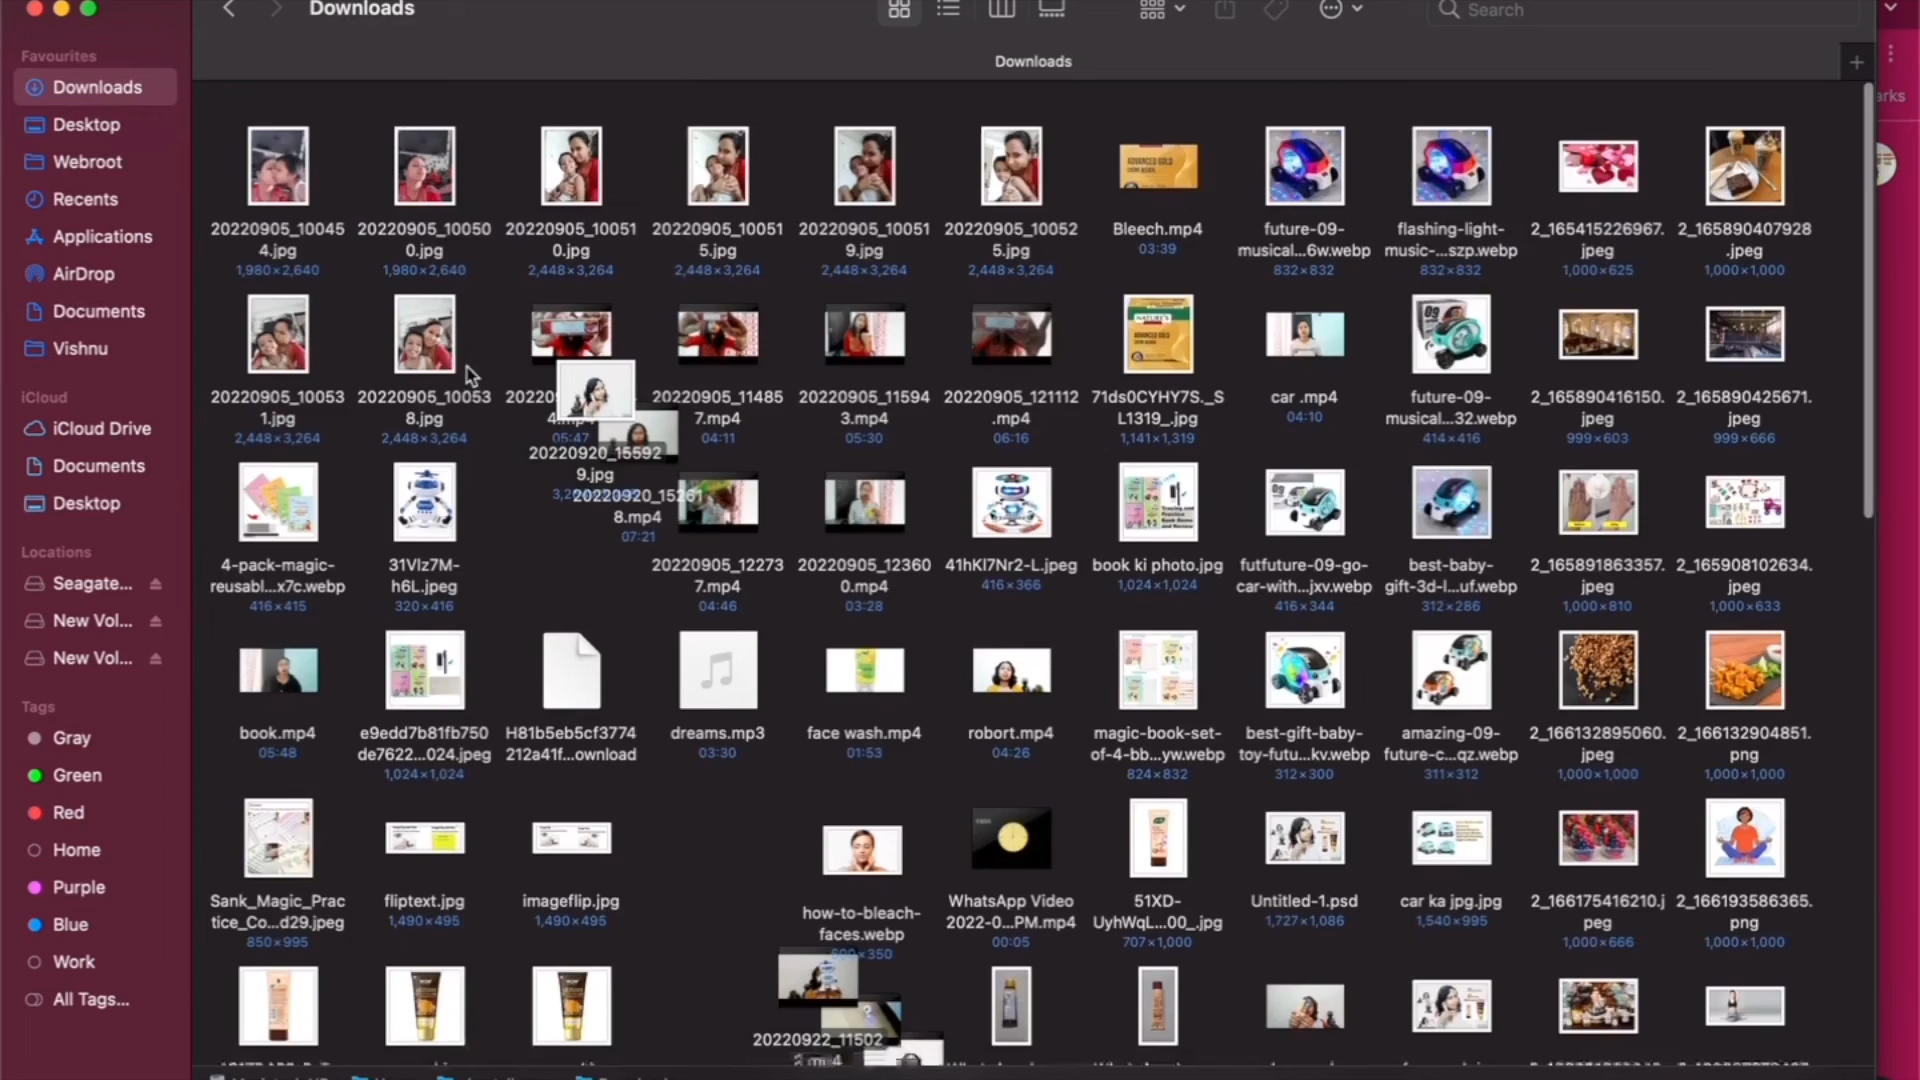 Downloads
Search
Downloads
arks
Favourites
Downloads
Desktop
Webroot
Recents
Applications
AirDrop
Documents
Vishnu
iCloud
iCloud Drive
Documents
Desktop
Locations
Seagate...
New Vol...
New Vol...
Tags
Gray
Green
Red
Home
Purple
Blue
Work
All Tags...
20220905_10045
4.jpg
1,980×2,640
20220905_10050
0.jpg
1,980×2,640
20220905_10051
0.jpg
2,448×3,264
20220905_10051
5.jpg
2,448×3,264
20220905_10051
9.jpg
2,448×3,264
20220905_10052
5.jpg
2,448×3,264
ADVANCED GOLD
Bleech.mp4
03:39
future-09-
musical...6w.webp
832×832
flashing-light-
music-...szp.webp
832×832
2_165415226967.
jpeg
1,000×625
2_165890407928
.jpeg
1,000×1,000
20220905_10053
1.jpg
2,448×3,264
20220905_10053
8.jpg
2,448×3,264
05:47
20220905_11485
7.mp4
04:11
20220905_11594
3.mp4
05:30
20220905_121112
.mp4
06:16
NATURE'S
ADVANCED GOLD
71ds0CYHY7S._S
L1319_.jpg
1,141×1,319
car .mp4
04:10
09
future-09-
musical...32.webp
414×416
2_165890416150.
jpeg
999×603
2_165890425671.
jpeg
999×666
20220920_15592
9.jpg
20220920_15261
8.mp4
07:21
4-pack-magic-
reusabl...x7c.webp
416×415
31Vlz7M-
h6L.jpeg
320×416
20220905_12273
7.mp4
04:46
20220905_12360
0.mp4
03:28
41hKl7Nr2-L.jpeg
416×366
book ki photo.jpg
1,024×1,024
futfuture-09-go-
car-with...jxv.webp
416×344
best-baby-
gift-3d-l...uf.webp
312×286
2_165891863357.
jpeg
1,000×810
2_165908102634.
jpeg
1,000×633
book.mp4
05:48
e9edd7b81fb750
de7622...024.jpeg
1,024×1,024
H81b5eb5cf3774
212a41f...ownload
dreams.mp3
03:30
face wash.mp4
01:53
robort.mp4
04:26
magic-book-set-
of-4-bb...yw.webp
824×832
best-gift-baby-
toy-futu...kv.webp
312×300
amazing-09-
future-c...qz.webp
311×312
2_166132895060.
jpeg
1,000×1,000
2_166132904851.
png
1,000×1,000
Sank_Magic_Prac
tice_Co...d29.jpeg
850×995
fliptext.jpg
1,490×495
imageflip.jpg
1,490×495
how-to-bleach-
faces.webp
WhatsApp Video
2022-0...PM.mp4
00:05
51XD-
UyhWqL...00_.jpg
707×1,000
Untitled-1.psd
1,727×1,086
car ka jpg.jpg
1,540×995
2_166175416210.j
peg
1,000×666
2_166193586365.
png
1,000×1,000
20220922_11502